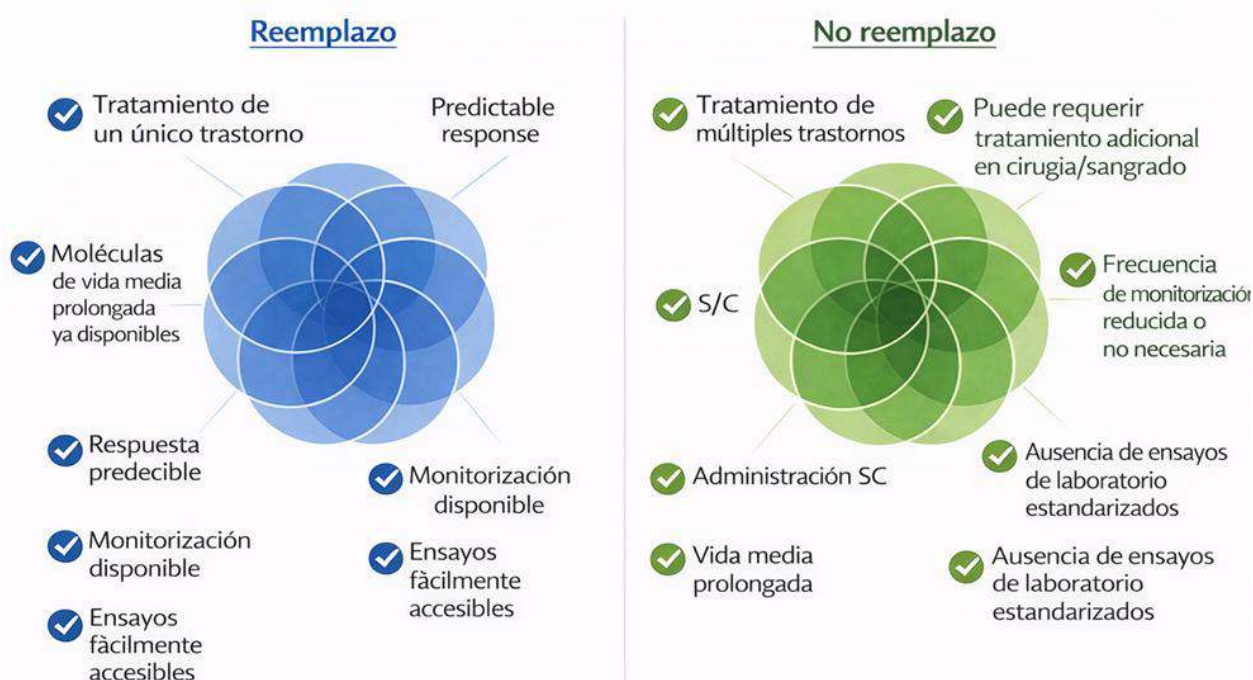 Reemplazo
Tratamiento de
un único trastorno
Predictable
response
Moléculas
de vida media
prolongada
ya disponibles
Respuesta
predecible
Monitorización
disponible
Monitorización
disponible
Ensayos
fàcilmente
accesibles
Ensayos
fàcilmente
accesibles
No reemplazo
Tratamiento de
múltiples trastornos
Puede requerir
tratamiento adicional
en cirugia/sangrado
S/C
Frecuencia
de monitorización
reducida o
no necesaria
Administración SC
Ausencia de ensayos
de laboratorio
estandarizados
Vida media
prolongada
Ausencia de ensayos
de laboratorio
estandarizados